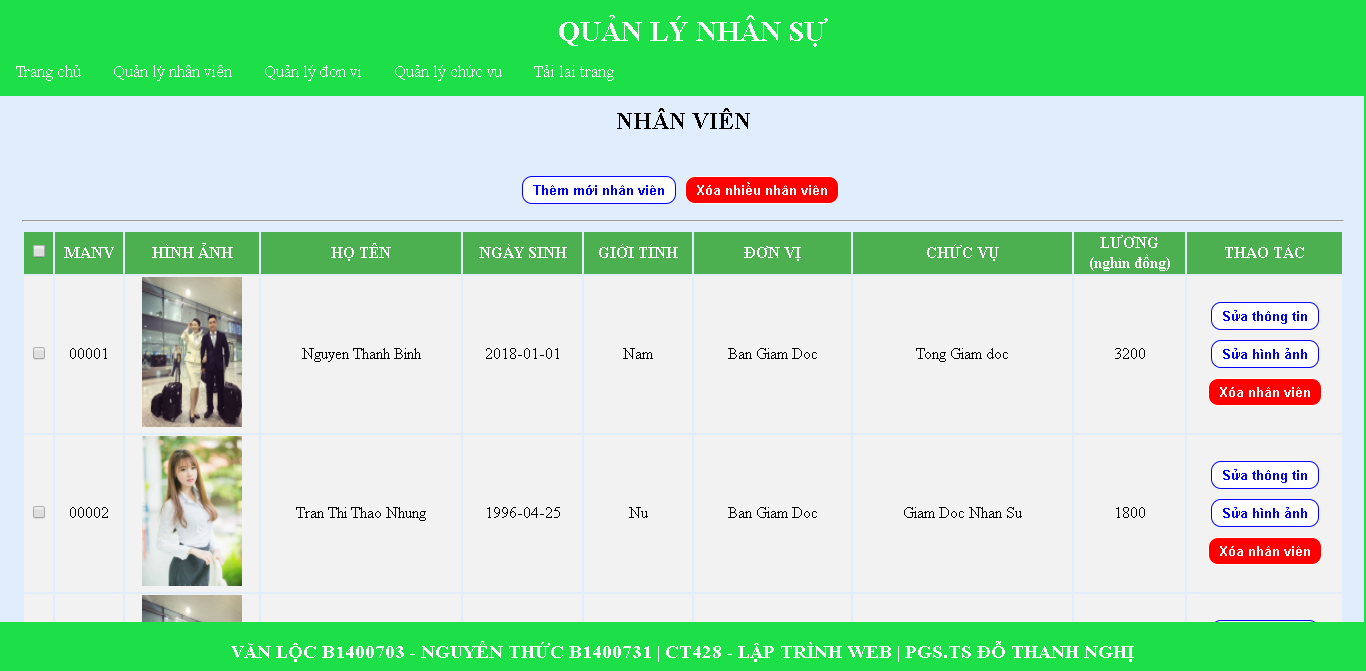 QUẢN LÝ NHÂN SỰ
Trang chủ Quản lý nhân viên Quản lý đơn vị Quản lý chức vụ Tải lại trang
NHÂN VIÊN
Thêm mới nhân viên Xóa nhiều nhân viên
MANV HÌNH ẢNH HỌ TÊN NGÀY SINH GIỚI TÍNH ĐƠN VỊ CHỨC VỤ LƯƠNG (nghìn đồng) THAO TÁC
00001 Nguyen Thanh Binh 2018-01-01 Nam Ban Giam Doc Tong Giam doc 3200
Sửa thông tin
Sửa hình ảnh
Xóa nhân viên
00002 Tran Thi Thao Nhung 1996-04-25 Nu Ban Giam Doc Giam Doc Nhan Su 1800
Sửa thông tin
Sửa hình ảnh
Xóa nhân viên
VĂN LỘC B1400703 - NGUYÊN THỨC B1400731 | CT428 - LẬP TRÌNH WEB | PGS.TS ĐỖ THANH NGHỊ